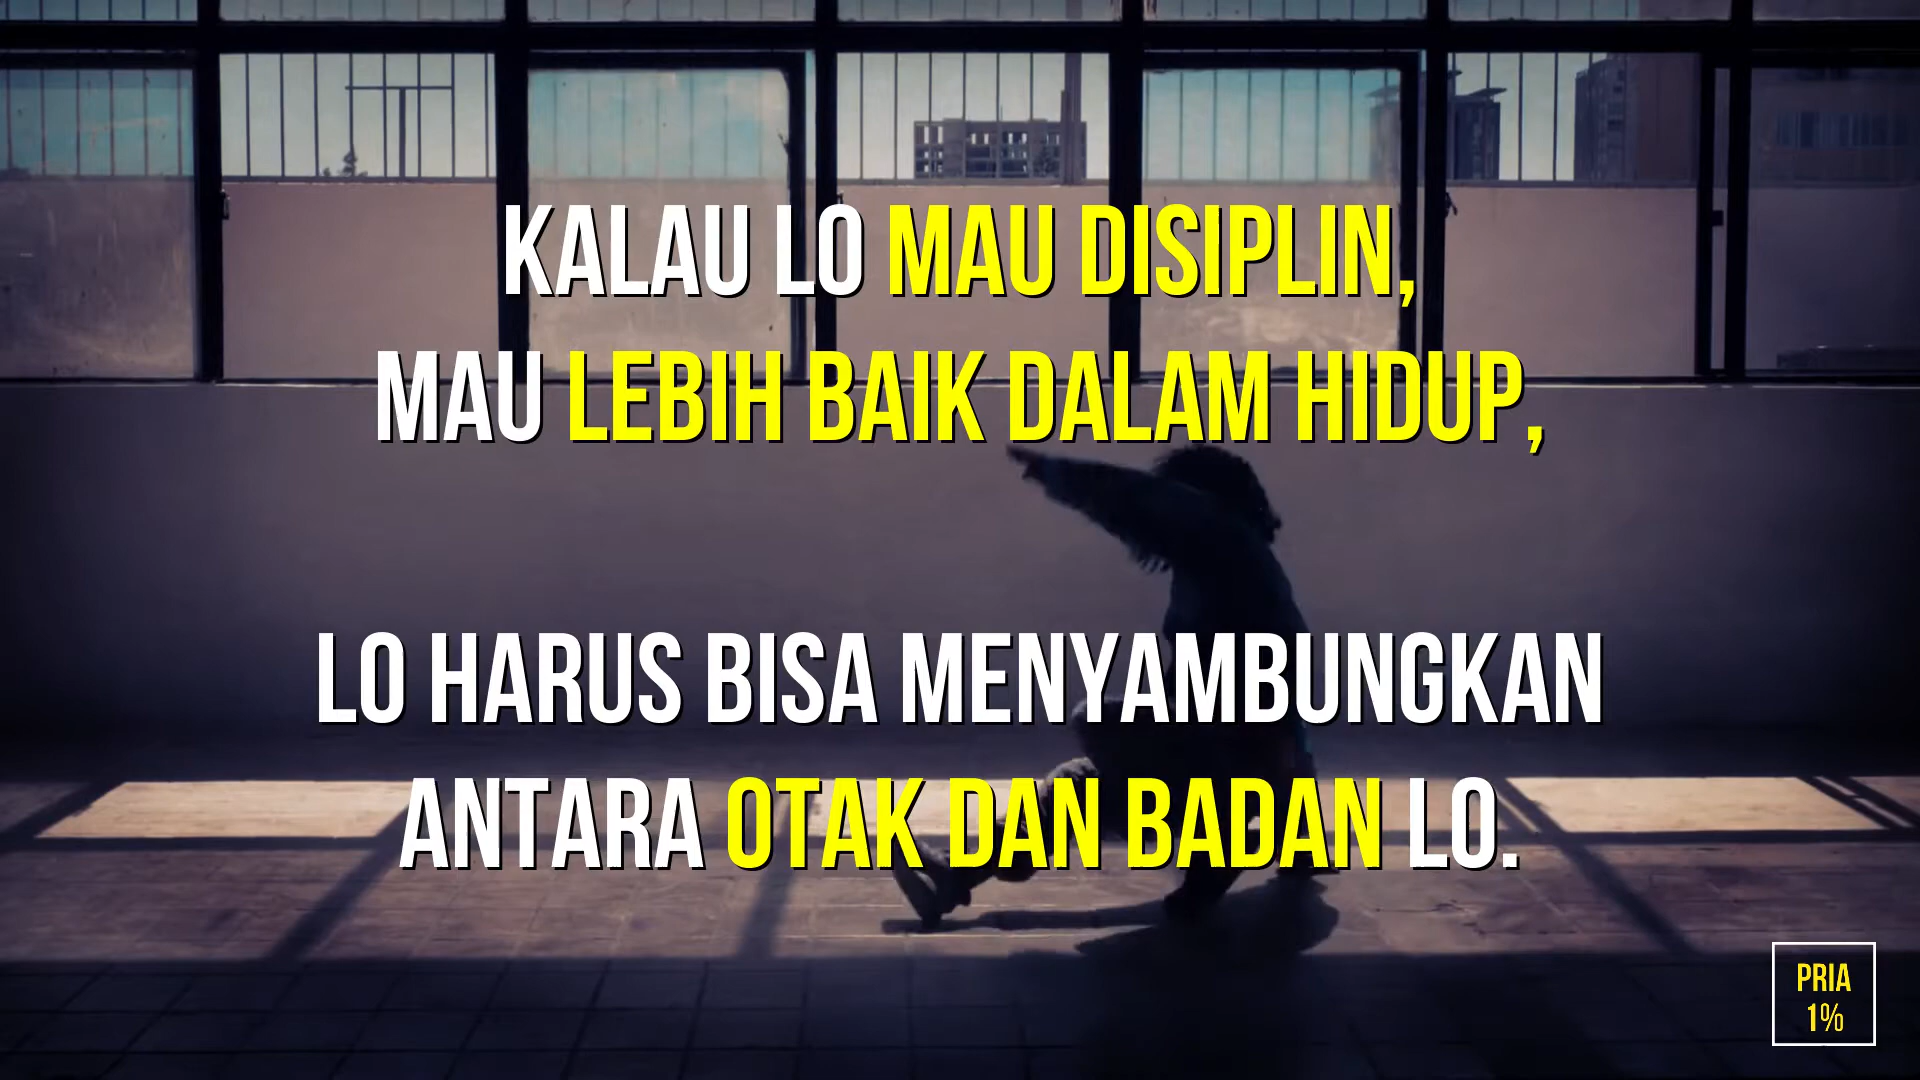 KALAU LO MAU DISIPLIN,
MAU LEBIH BAIK DALAM HIDUP,
LO HARUS BISA MENYAMBUNGKAN
ANTARA OTAK DAN BADAN LO.
PRIA
1%